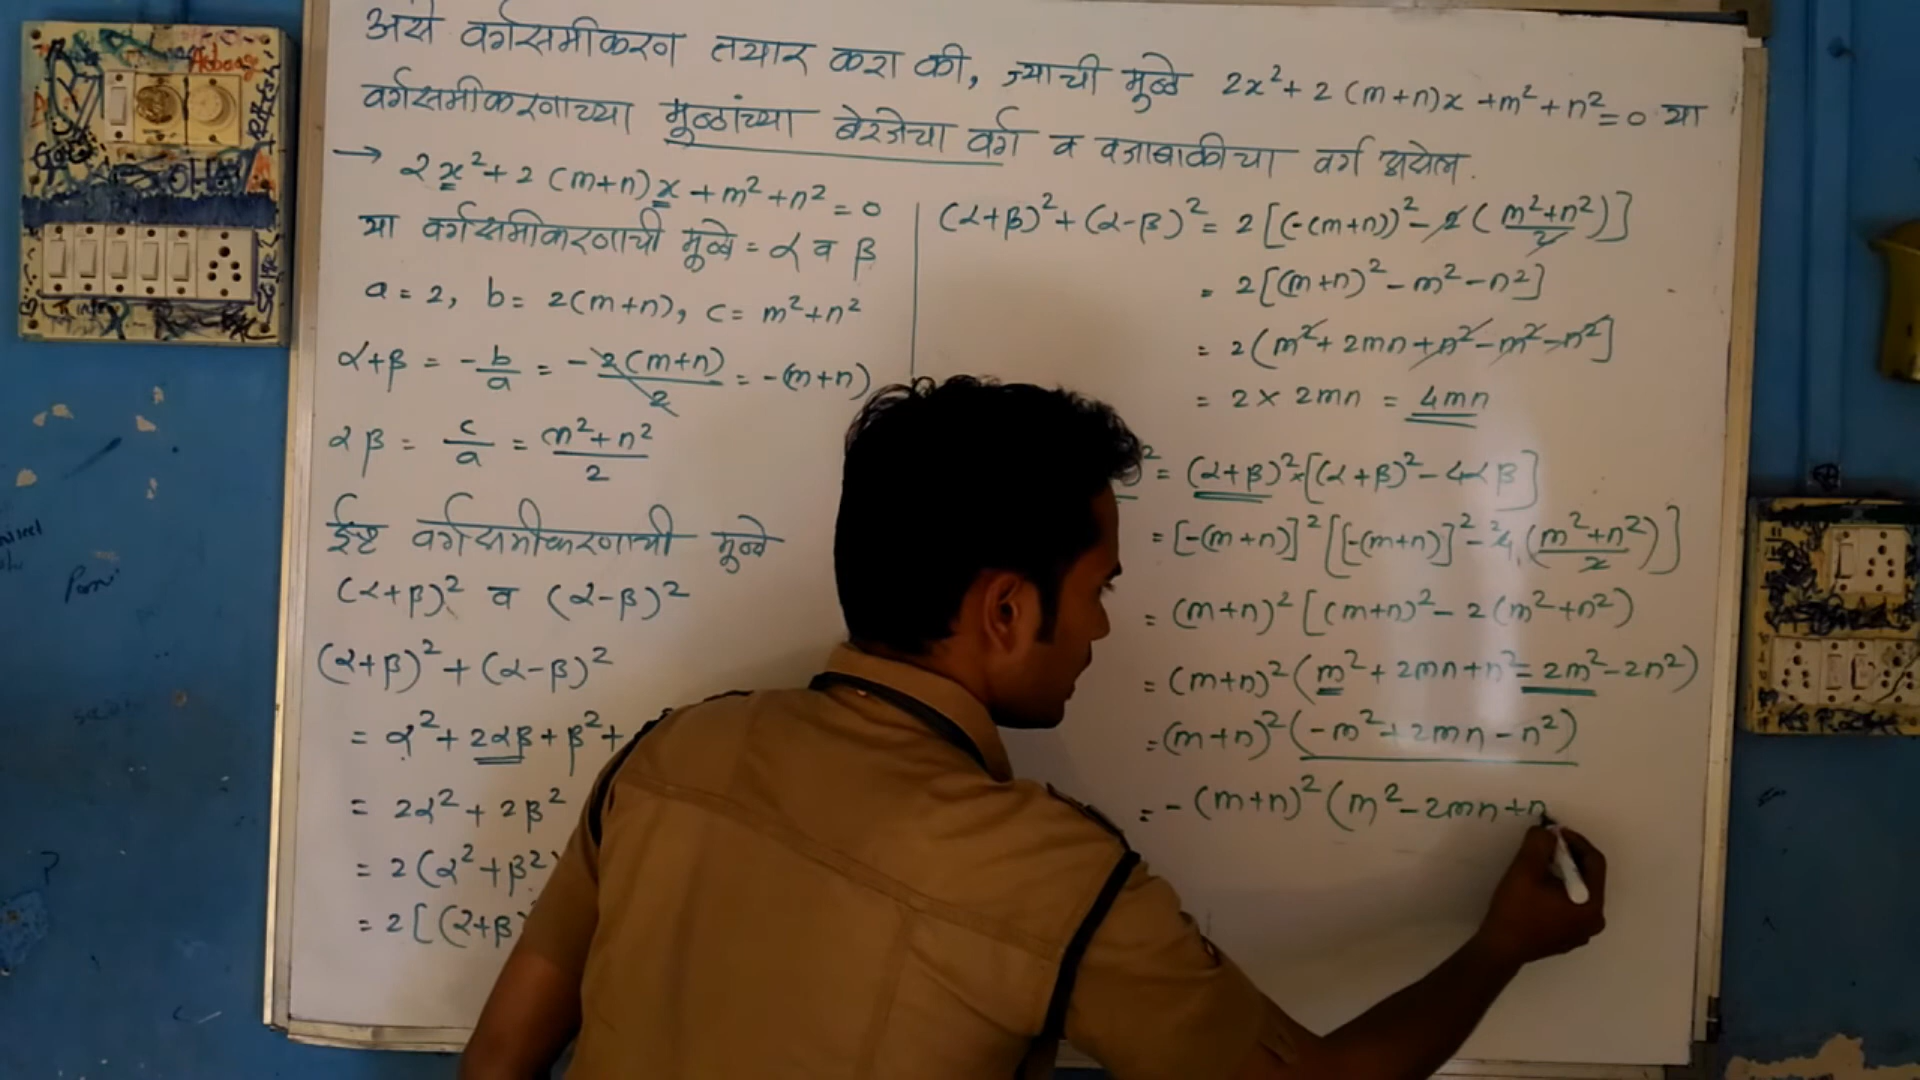 असे वर्गसमीकरण तयार करा की, ज्याची मुळे 2x² + 2 (m+n)x + m² + n² = 0 या
वर्गसमीकरणाच्या मुळांच्या बेरजेचा वर्ग व वजाबाकीचा वर्ग असेल.
→ 2x² + 2 (m+n)x + m² + n² = 0
या वर्गसमीकरणाची मुळे = α व β
a = 2, b = 2(m+n), c = m² + n²
α+β = -b/a = - 2(m+n)/2 = -(m+n)
αβ = c/a = m²+n²/2
ईष्ट वर्गसमीकरणाची मुळे
(α+β)² व (α-β)²
(α+β)² + (α-β)²
= α² + 2αβ + β² +
= 2α² + 2β²
= 2(α² + β²
= 2[(α+β
(α+β)² + (α-β)² = 2[(-(m+n))² - 2(m²+n²/2)]
= 2[(m+n)² - m² - n²]
= 2(m² + 2mn + n² - m² - n²]
= 2 × 2mn = 4mn
)² = (α+β)² × [(α+β)² - 4αβ]
= [-(m+n)]² [[-(m+n)]² - 4(m²+n²/2)]
= (m+n)² [(m+n)² - 2(m²+n²)
= (m+n)² (m² + 2mn + n² - 2m² - 2n²)
= (m+n)² (-m² + 2mn - n²)
= -(m+n)² (m² - 2mn + n
Abbang
OHA
Pam